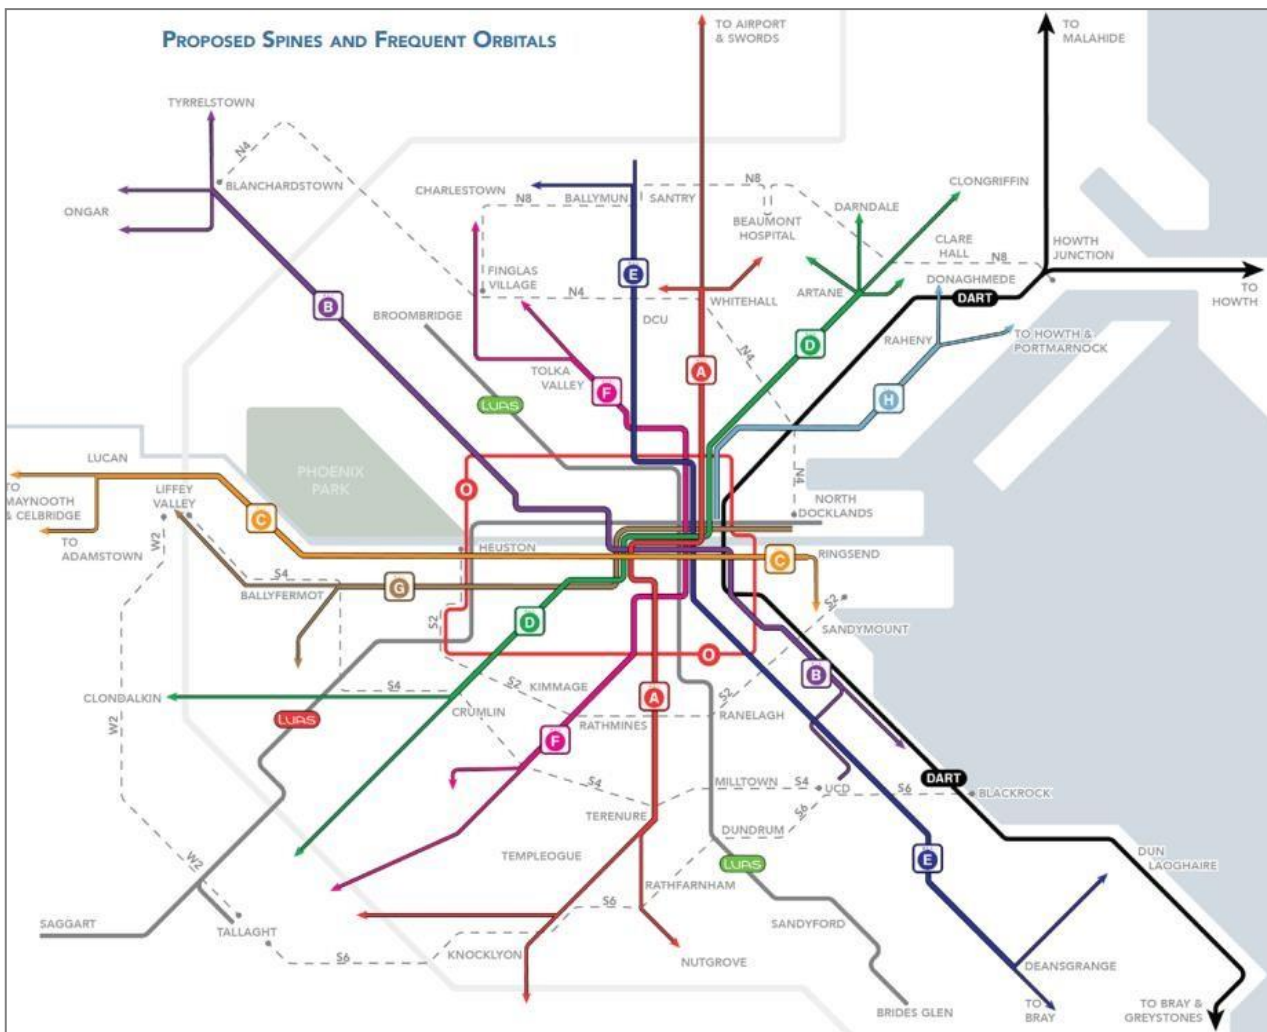 PROPOSED SPINES AND FREQUENT ORBITALS
TO AIRPORT
& SWORDS
TO
MALAHIDE
TYRRELSTOWN
N4
BLANCHARDSTOWN
ONGAR
CHARLESTOWN
N8
BALLYMUN
SANTRY
N8
BEAUMONT
HOSPITAL
DARNDALE
CLONGRIFFIN
CLARE
HALL
N8
HOWTH
JUNCTION
DONAGHMEDE
TO
HOWTH
E
FINGLAS
VILLAGE
N4
WHITEHALL
ARTANE
DART
B
BROOMBRIDGE
DCU
D
RAHENY
TO HOWTH &
PORTMARNOCK
N4
TOLKA
VALLEY
A
F
H
LUAS
LUCAN
PHOENIX
PARK
TO
MAYNOOTH
& CELBRIDGE
LIFFEY
VALLEY
O
N4
NORTH
DOCKLANDS
C
TO
ADAMSTOWN
W2
HEUSTON
C
RINGSEND
S4
BALLYFERMOT
G
S2
D
S2
SANDYMOUNT
O
B
CLONDALKIN
S4
S2
KIMMAGE
A
S2
CRUMLIN
RATHMINES
RANELAGH
LUAS
W2
F
S4
MILLTOWN
S4
UCD
S6
DART
BLACKROCK
TERENURE
S6
DUNDRUM
W2
TEMPLEOGUE
LUAS
E
DUN
LAOGHAIRE
RATHFARNHAM
S6
SAGGART
TALLAGHT
SANDYFORD
S6
KNOCKLYON
NUTGROVE
DEANSGRANGE
BRIDES GLEN
TO
BRAY
TO BRAY &
GREYSTONES